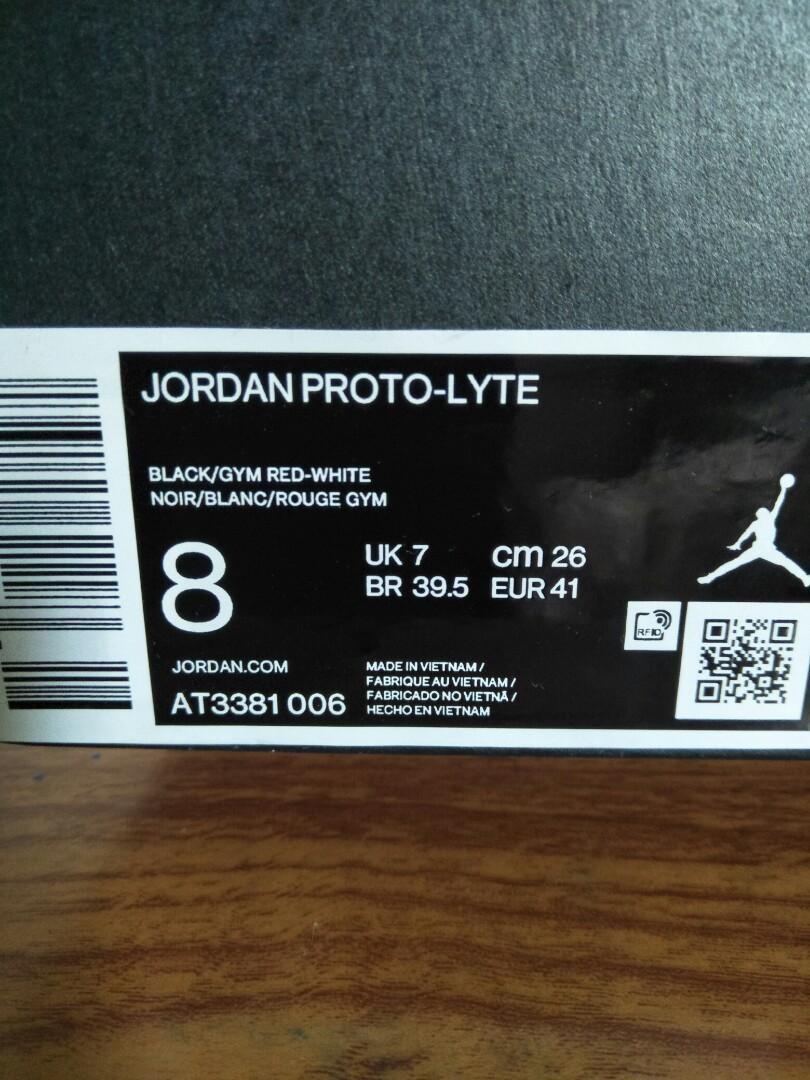 JORDAN PROTO-LYTE
BLACK/GYM RED-WHITE
NOIR/BLANC/ROUGE GYM
8
UK 7 cm 26
BR 39.5 EUR 41
RFID
JORDAN.COM
AT3381 006
MADE IN VIETNAM /
FABRIQUE AU VIETNAM /
FABRICADO NO VIETNÃ /
HECHO EN VIETNAM